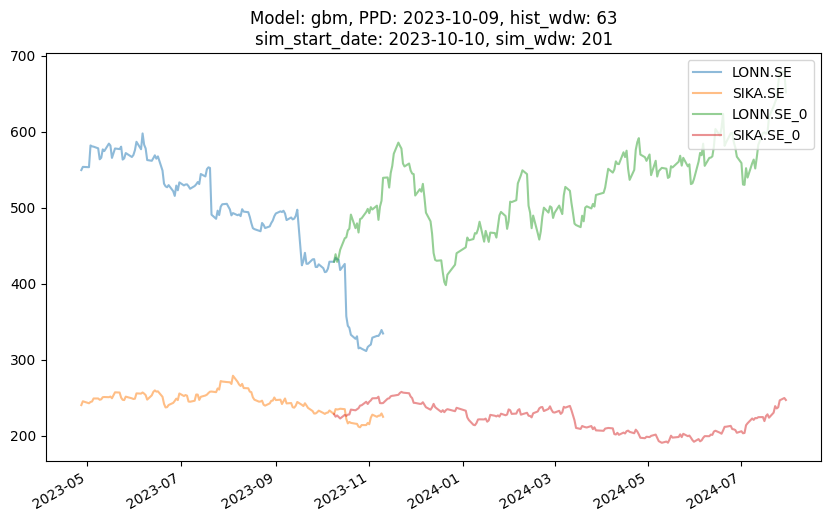 Model: gbm, PPD: 2023-10-09, hist_wdw: 63
sim_start_date: 2023-10-10, sim_wdw: 201
700
600
500
400
300
200
LONN.SE
SIKA.SE
LONN.SE_0
SIKA.SE_0
2023-05
2023-07
2023-09
2023-11
2024-01
2024-03
2024-05
2024-07